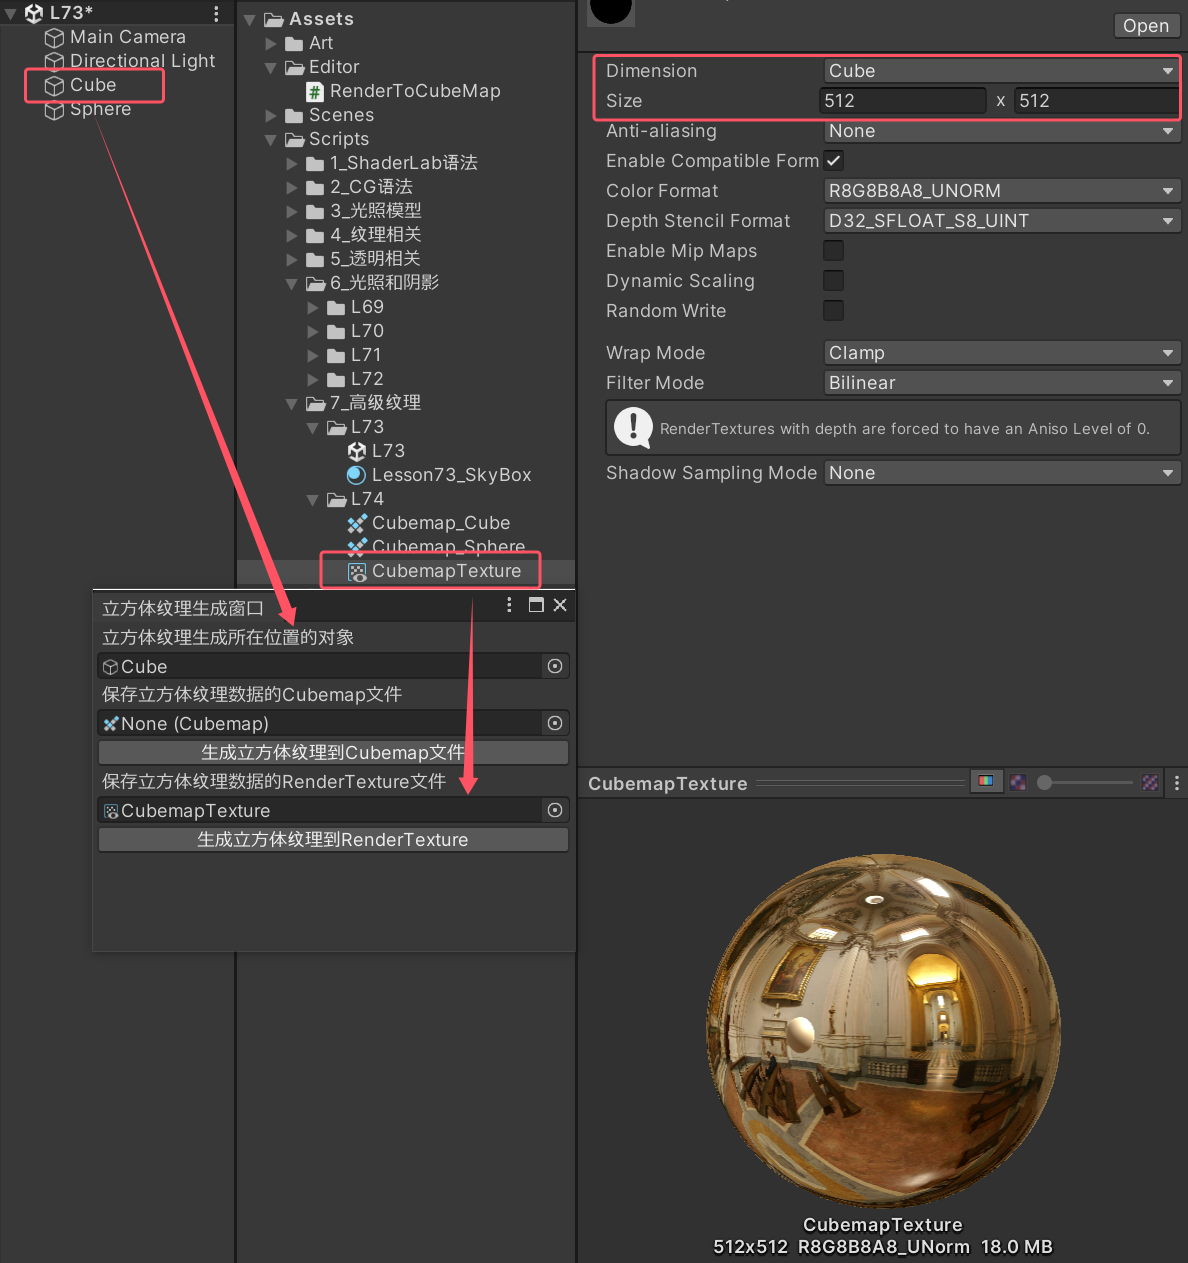 L73*
Main Camera
Directional Light
Cube
Sphere
Assets
Art
Editor
RenderToCubeMap
Scenes
Scripts
1_ShaderLab语法
2_CG语法
3_光照模型
4_纹理相关
5_透明相关
6_光照和阴影
L69
L70
L71
L72
7_高级纹理
L73
L73
Lesson73_SkyBox
L74
Cubemap_Cube
Cubemap_Sphere
CubemapTexture
立方体纹理生成窗口
立方体纹理生成所在位置的对象
Cube
保存立方体纹理数据的Cubemap文件
None (Cubemap)
生成立方体纹理到Cubemap文件
保存立方体纹理数据的RenderTexture文件
CubemapTexture
生成立方体纹理到RenderTexture
Open
Dimension Cube
Size 512 x 512
Anti-aliasing None
Enable Compatible Form
Color Format R8G8B8A8_UNORM
Depth Stencil Format D32_SFLOAT_S8_UINT
Enable Mip Maps
Dynamic Scaling
Random Write
Wrap Mode Clamp
Filter Mode Bilinear
RenderTextures with depth are forced to have an Aniso Level of 0.
Shadow Sampling Mode None
CubemapTexture
CubemapTexture
512x512 R8G8B8A8_UNorm 18.0 MB